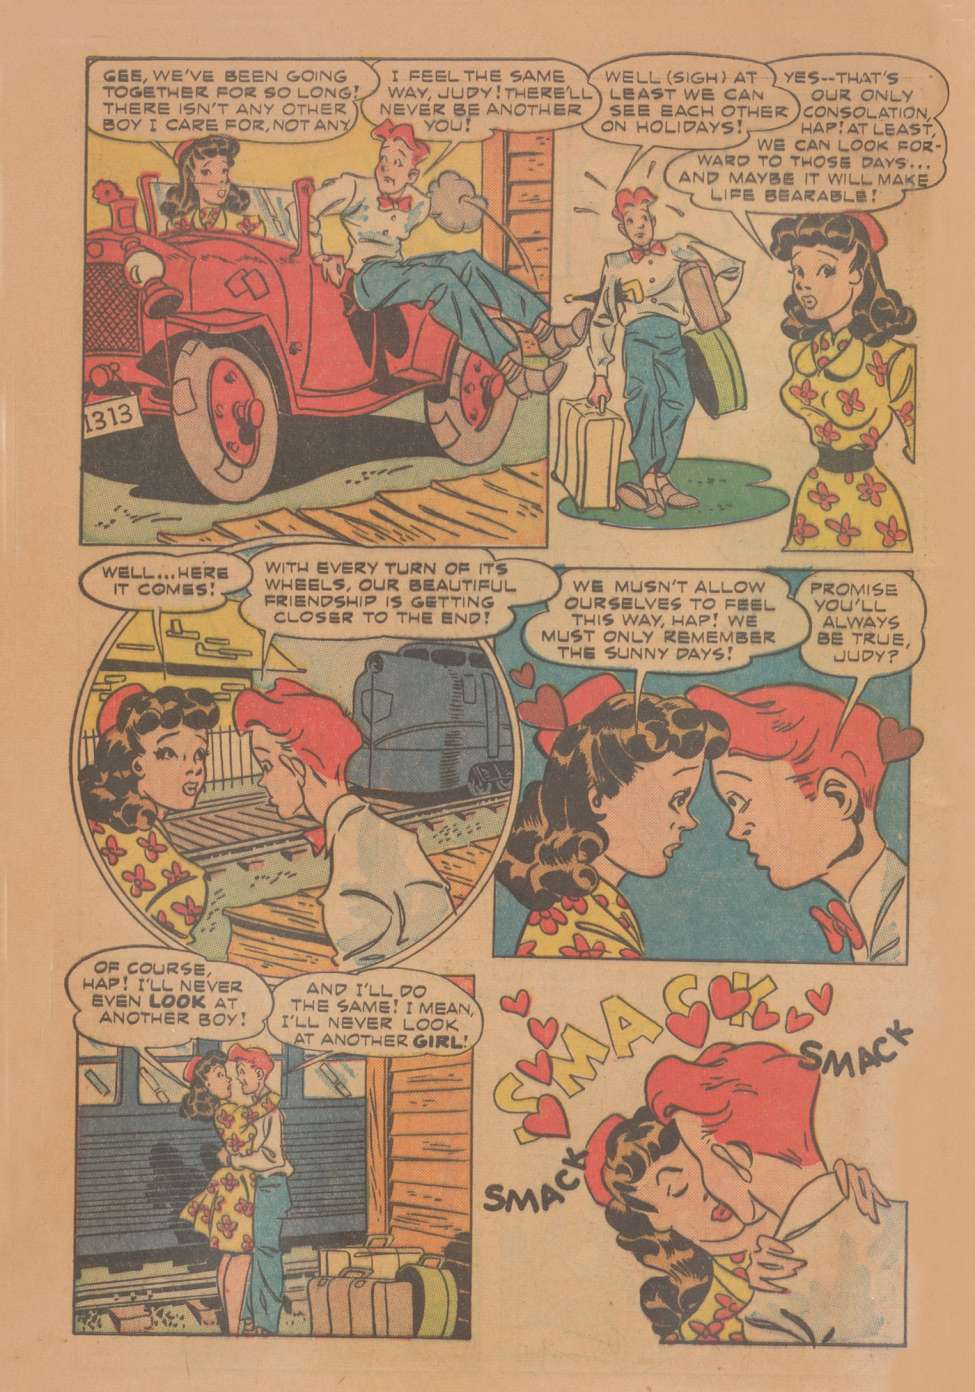 GEE, WE'VE BEEN GOING
TOGETHER FOR SO LONG!
THERE ISN'T ANY OTHER
BOY I CARE FOR, NOT ANY.
I FEEL THE SAME
WAY, JUDY! THERE'LL
NEVER BE ANOTHER
YOU!
1313
WELL (SIGH) AT
LEAST WE CAN
SEE EACH OTHER
ON HOLIDAYS!
YES--THAT'S
OUR ONLY
CONSOLATION,
HAP! AT LEAST,
WE CAN LOOK FOR-
WARD TO THOSE DAYS...
AND MAYBE IT WILL MAKE
LIFE BEARABLE!
WELL...HERE
IT COMES!
WITH EVERY TURN OF ITS
WHEELS, OUR BEAUTIFUL
FRIENDSHIP IS GETTING
CLOSER TO THE END!
WE MUSN'T ALLOW
OURSELVES TO FEEL
THIS WAY, HAP! WE
MUST ONLY REMEMBER
THE SUNNY DAYS!
PROMISE
YOU'LL
ALWAYS
BE TRUE,
JUDY?
OF COURSE,
HAP! I'LL NEVER
EVEN LOOK AT
ANOTHER BOY!
AND I'LL DO
THE SAME! I MEAN,
I'LL NEVER LOOK
AT ANOTHER GIRL!
SMACK
SMACK
SMACK